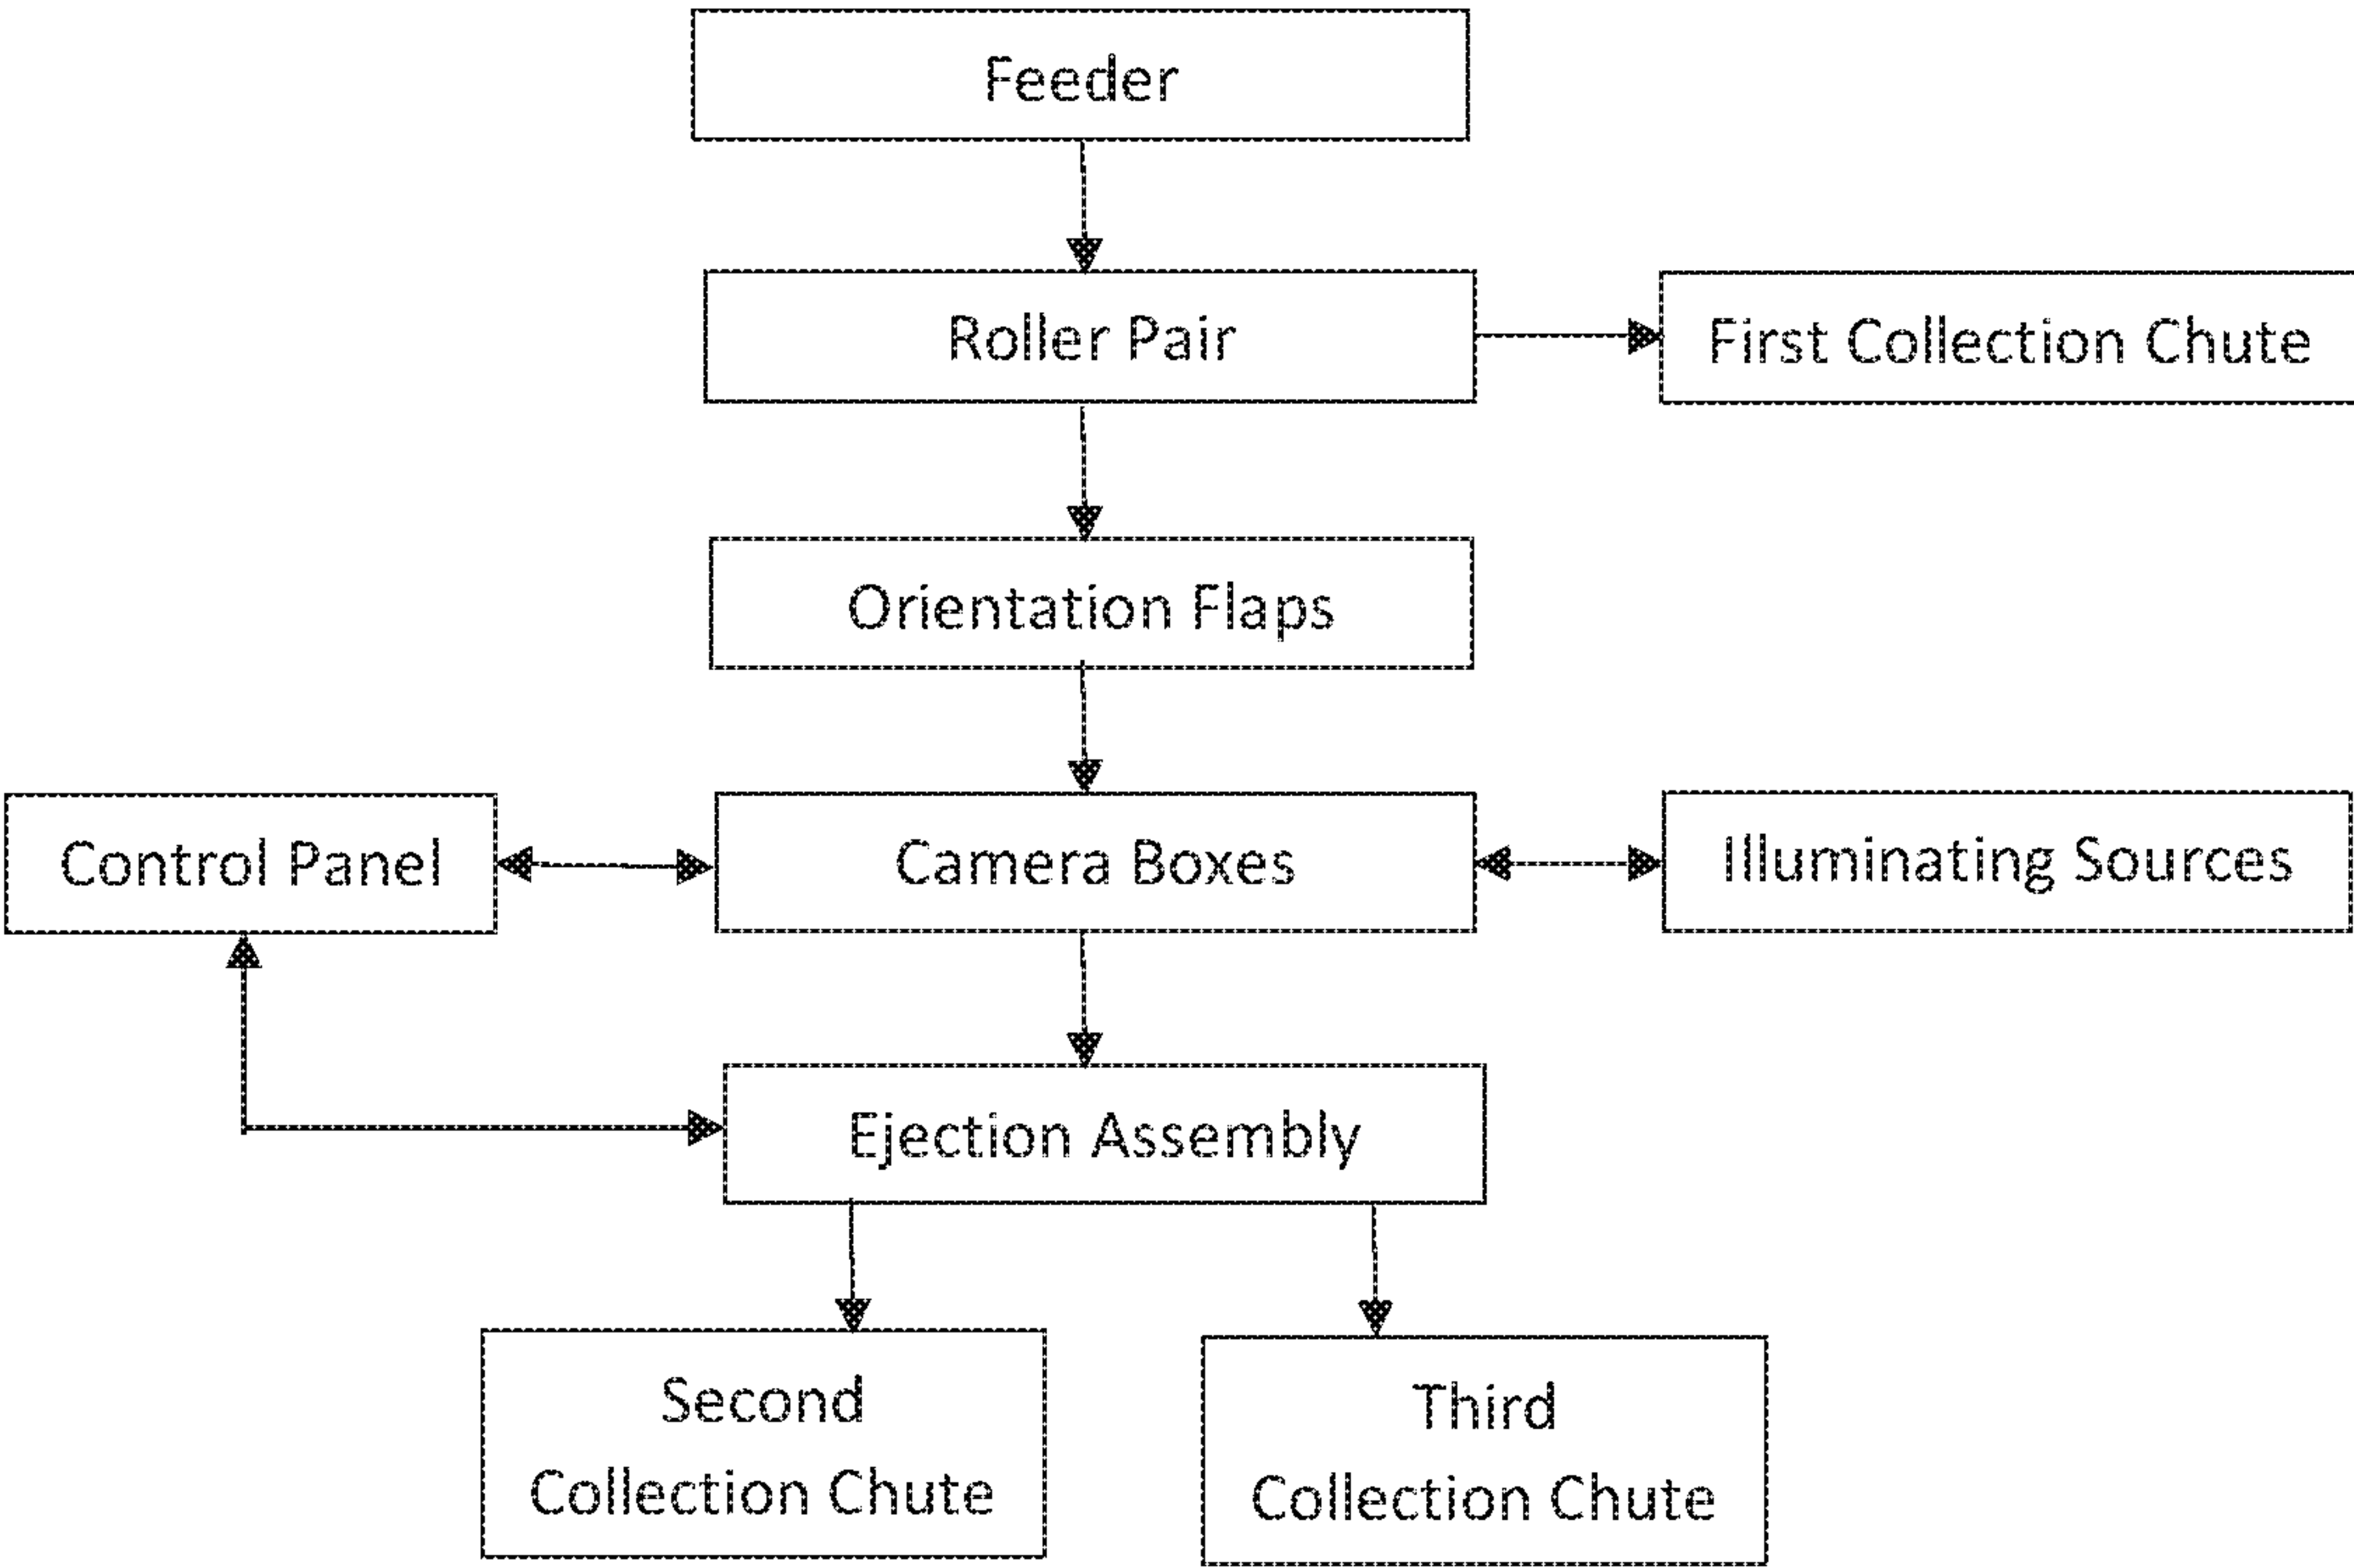 Feeder
Roller Pair
First Collection Chute
Orientation Flaps
Control Panel
Camera Boxes
Illuminating Sources
Ejection Assembly
Second
Collection Chute
Third
Collection Chute